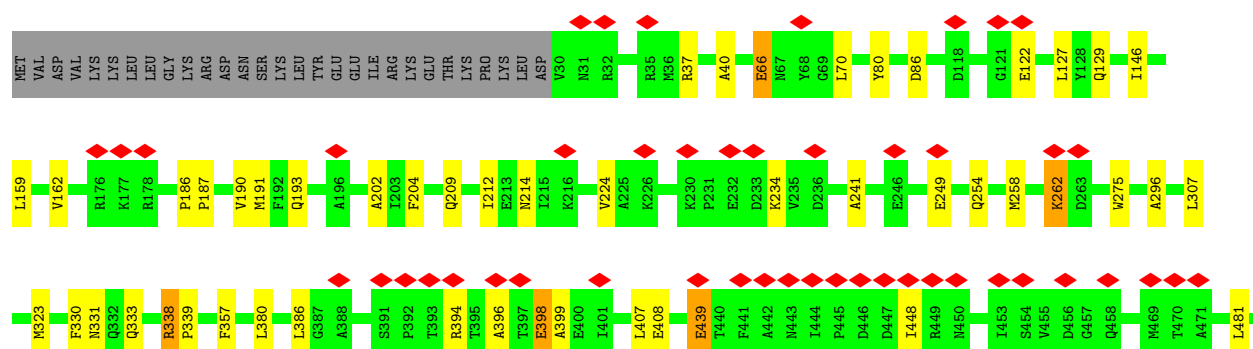 MET VAL ASP VAL LYS LYS LEU LEU GLY LYS ARG ASP ASN SER LYS LEU TYR GLU GLU ILE ARG LYS GLU THR LYS PRO LYS LEU ASP V30 N31 R32 R35 M36 R37 A40 E66 N67 Y68 G69 L70 Y80 D86 D118 G121 E122 L127 Y128 Q129 I146
L159 V162 R176 K177 R178 P186 P187 V190 M191 F192 Q193 A196 A202 I203 F204 Q209 I212 E213 N214 I215 K216 V224 A225 K226 K230 P231 E232 D233 K234 V235 D236 A241 E246 E249 Q254 M258 K262 D263 W275 A296 L307
M323 F330 N331 Q332 Q333 R338 P339 F357 L380 L386 G387 A388 S391 P392 T393 R394 T395 A396 T397 E398 A399 E400 I401 L407 E408 E439 T440 F441 A442 N443 I444 P445 D446 D447 I448 R449 N450 I453 S454 V455 D456 G457 Q458 M469 T470 A471 L481